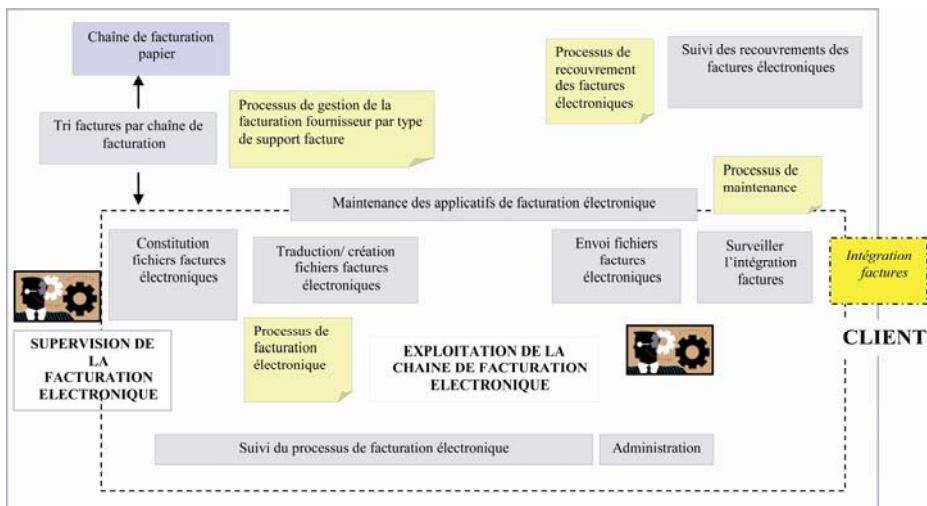 Chaîne de facturation
papier
Processus de
recouvrement
des factures
électroniques
Suivi des recouvrements des
factures électroniques
Processus de gestion de la
facturation fournisseur par type
de support facture
Tri factures par chaîne de
facturation
Processus de
maintenance
Maintenance des applicatifs de facturation électronique
Constitution
fichiers factures
électroniques
Traduction/ création
fichiers factures
électroniques
Envoi fichiers
factures
électroniques
Surveiller
l'intégration
factures
Intégration
factures
SUPERVISION DE
LA
FACTURATION
ELECTRONIQUE
Processus de
facturation
électronique
EXPLOITATION DE LA
CHAINE DE FACTURATION
ELECTRONIQUE
CLIENT
Suivi du processus de facturation électronique
Administration